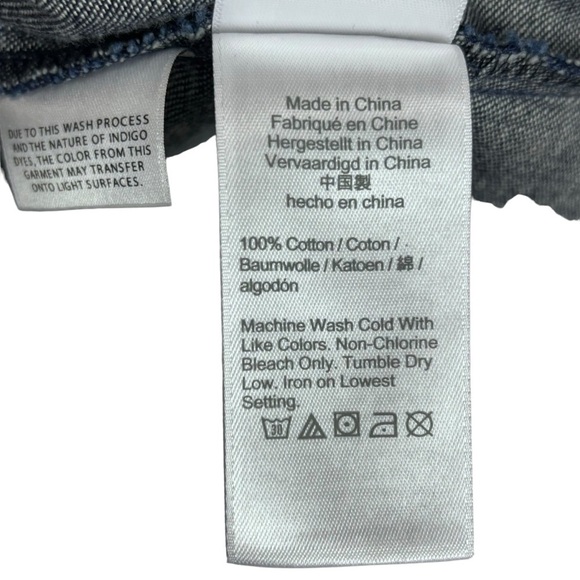 DUE TO THIS WASH PROCESS
AND THE NATURE OF INDIGO
DYES, THE COLOR FROM THIS
GARMENT MAY TRANSFER
ONTO LIGHT SURFACES.
Made in China
Fabriqué en Chine
Hergestellt in China
Vervaardigd in China
中国製
hecho en china
100% Cotton / Coton /
Baumwolle / Katoen / 綿 /
algodón
Machine Wash Cold With
Like Colors. Non-Chlorine
Bleach Only. Tumble Dry
Low. Iron on Lowest
Setting.
30